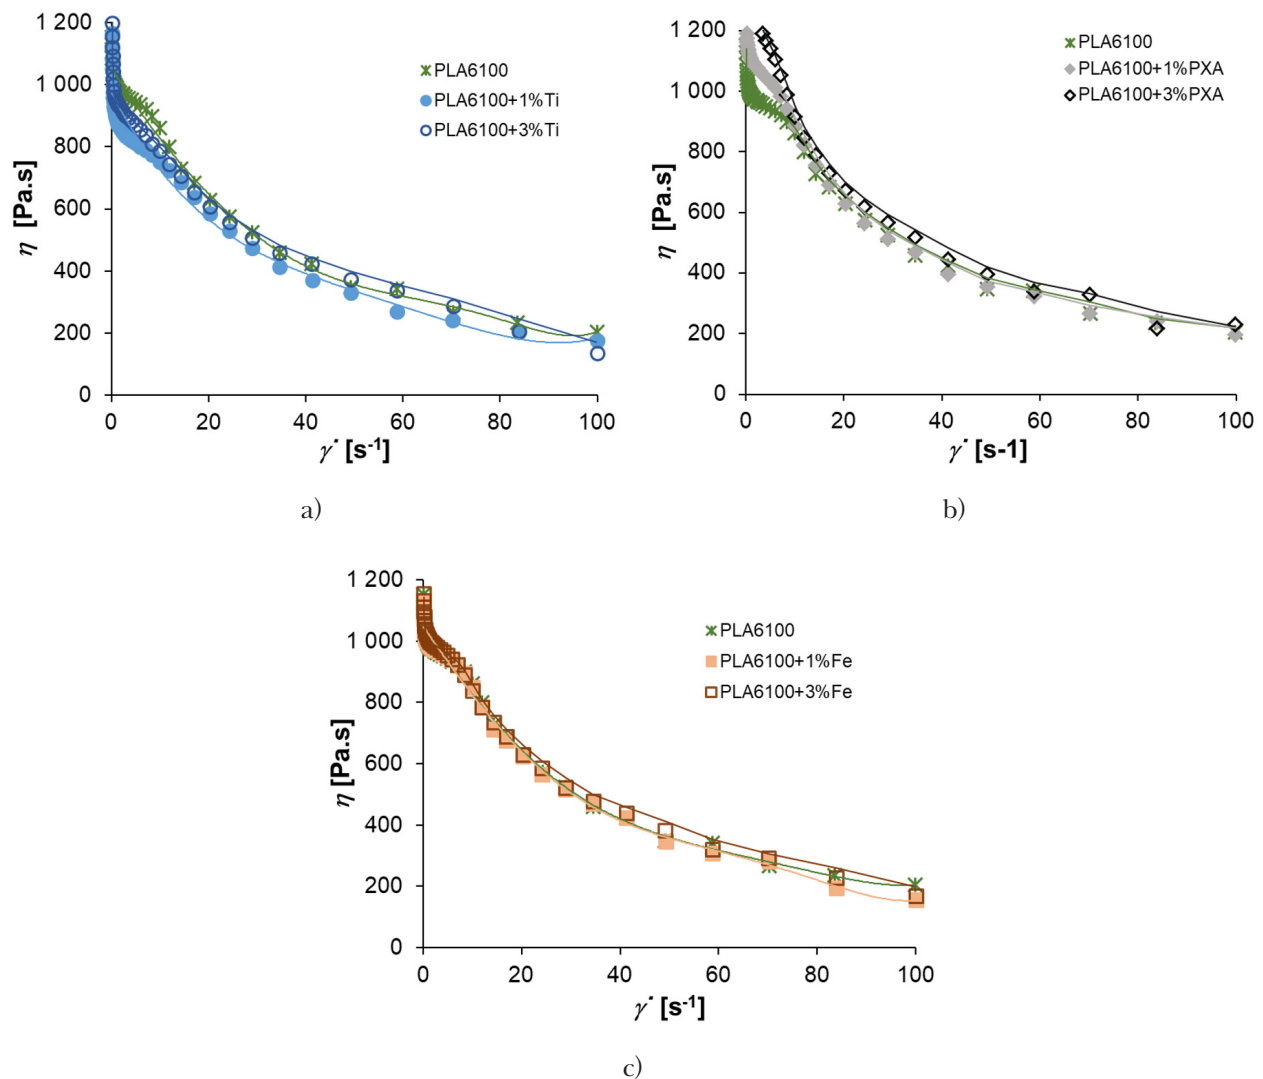 1 200
1 000
800
600
400
200
0
η [Pa.s]
0 20 40 60 80 100
γ˙ [s-1]
PLA6100
PLA6100+1%Ti
PLA6100+3%Ti
a)
1 200
1 000
800
600
400
200
0
η [Pa.s]
0 20 40 60 80 100
γ˙ [s-1]
PLA6100
PLA6100+1%PXA
PLA6100+3%PXA
b)
1 200
1 000
800
600
400
200
0
η [Pa.s]
0 20 40 60 80 100
γ˙ [s-1]
PLA6100
PLA6100+1%Fe
PLA6100+3%Fe
c)